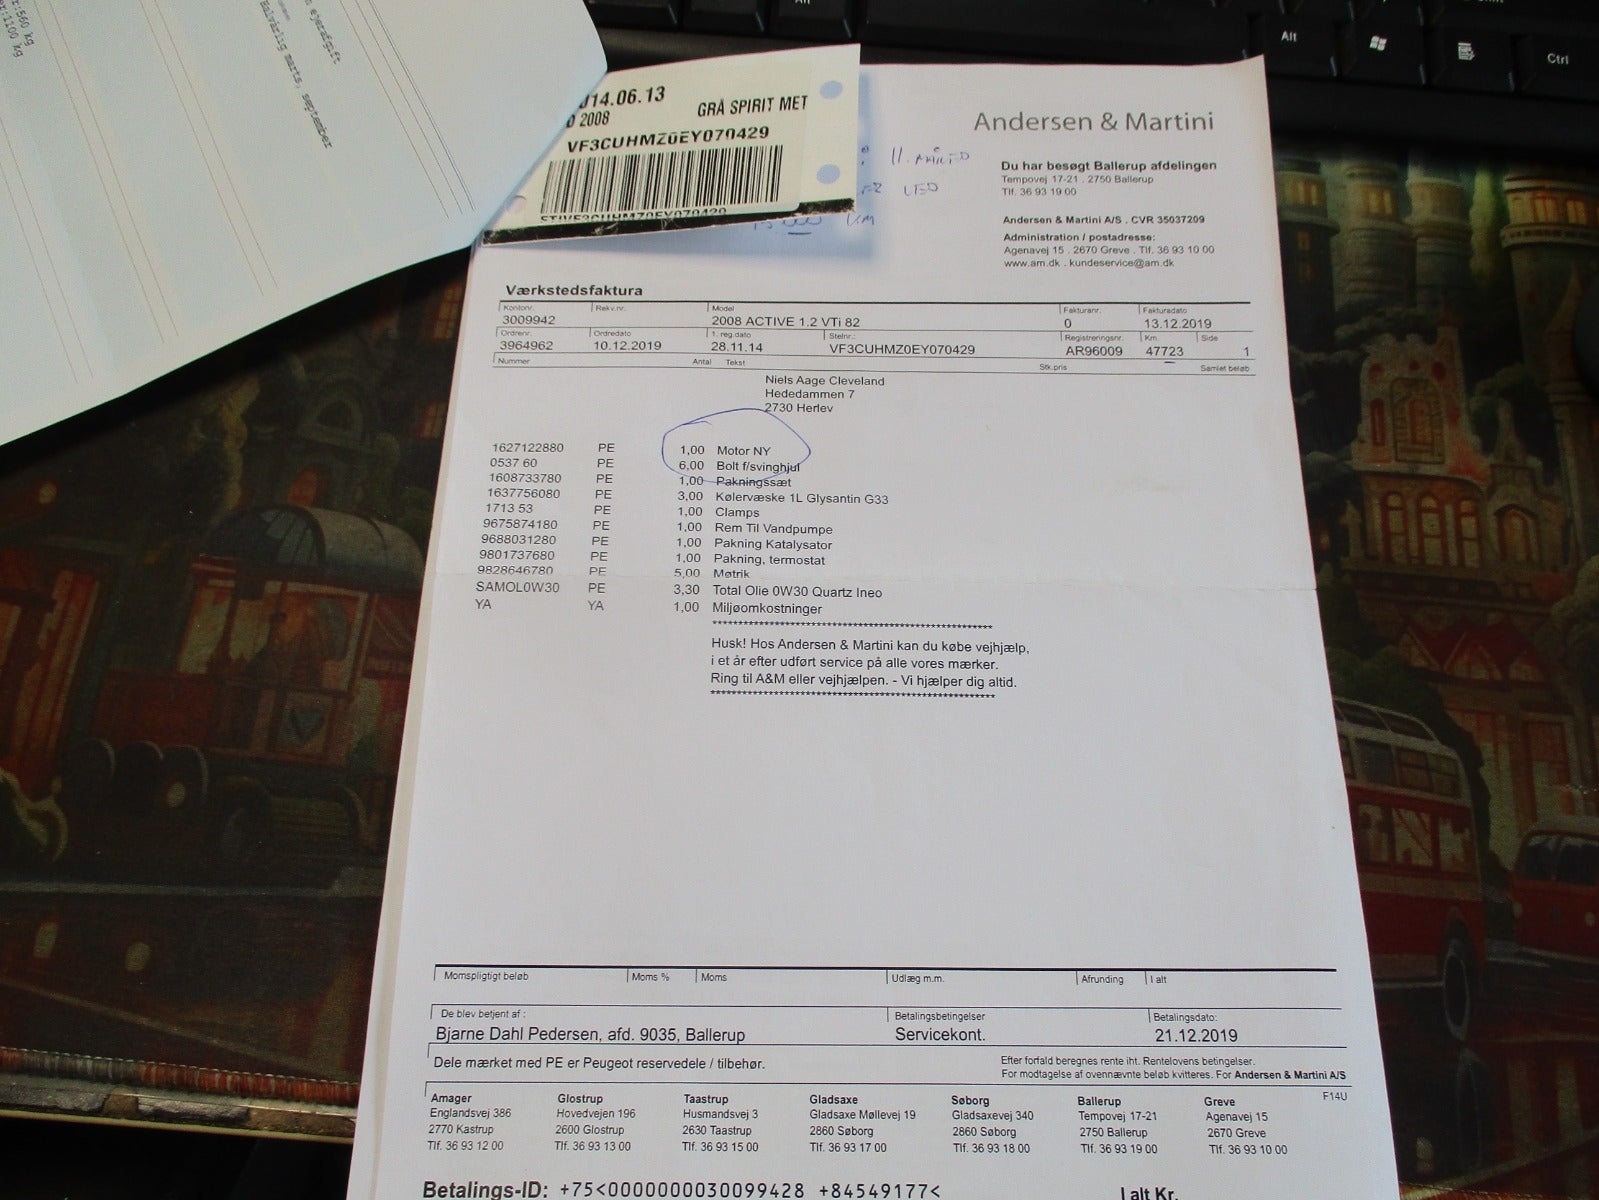 r:560 kg
r:1100 kg
ejerafgift
Halvårlig marts, september
Alt
Alt
Ctrl
014.06.13 GRÅ SPIRIT MET
2008
VF3CUHMZ0EY070429
LED
KM
Andersen & Martini
Du har besøgt Ballerup afdelingen
Tempovej 17-21 . 2750 Ballerup
Tlf. 36 93 19 00
Andersen & Martini A/S . CVR 35037209
Administration / postadresse:
Agenavej 15 . 2670 Greve . Tlf. 36 93 10 00
www.am.dk . kundeservice@am.dk
Værkstedsfaktura
Kontonr. Rekv.nr. Model Fakturanr. Fakturadato
3009942 2008 ACTIVE 1.2 VTi 82 0 13.12.2019
Ordrenr. Ordredato 1. reg.dato Stelnr. Registreringsnr. Km. Side
3964962 10.12.2019 28.11.14 VF3CUHMZ0EY070429 AR96009 47723 1
Nummer Antal Tekst Stk.pris Samlet beløb
Niels Aage Cleveland
Hededammen 7
2730 Herlev
1627122880 PE 1,00 Motor NY
0537 60 PE 6,00 Bolt f/svinghjul
1608733780 PE 1,00 Pakningssæt
1637756080 PE 3,00 Kølervæske 1L Glysantin G33
1713 53 PE 1,00 Clamps
9675874180 PE 1,00 Rem Til Vandpumpe
9688031280 PE 1,00 Pakning Katalysator
9801737680 PE 1,00 Pakning, termostat
9828646780 PE 5,00 Møtrik
SAMOL0W30 PE 3,30 Total Olie 0W30 Quartz Ineo
YA YA 1,00 Miljøomkostninger
Husk! Hos Andersen & Martini kan du købe vejhjælp,
i et år efter udført service på alle vores mærker.
Ring til A&M eller vejhjælpen. - Vi hjælper dig altid.
Momspligtigt beløb Moms % Moms Udlæg m.m. Afrunding I alt
De blev betjent af : Betalingsbetingelser Betalingsdato:
Bjarne Dahl Pedersen, afd. 9035, Ballerup Servicekont. 21.12.2019
Dele mærket med PE er Peugeot reservedele / tilbehør.
Efter forfald beregnes rente iht. Rentelovens betingelser.
For modtagelse af ovennævnte beløb kvitteres. For Andersen & Martini A/S
F14U
Amager Glostrup Taastrup Gladsaxe Søborg Ballerup Greve
Englandsvej 386 Hovedvejen 196 Husmandsvej 3 Gladsaxe Møllevej 19 Gladsaxevej 340 Tempovej 17-21 Agenavej 15
2770 Kastrup 2600 Glostrup 2630 Taastrup 2860 Søborg 2860 Søborg 2750 Ballerup 2670 Greve
Tlf. 36 93 12 00 Tlf. 36 93 13 00 Tlf. 36 93 15 00 Tlf. 36 93 17 00 Tlf. 36 93 18 00 Tlf. 36 93 19 00 Tlf. 36 93 10 00
Betalings-ID: +75<0000000030099428 +84549177< I alt Kr.